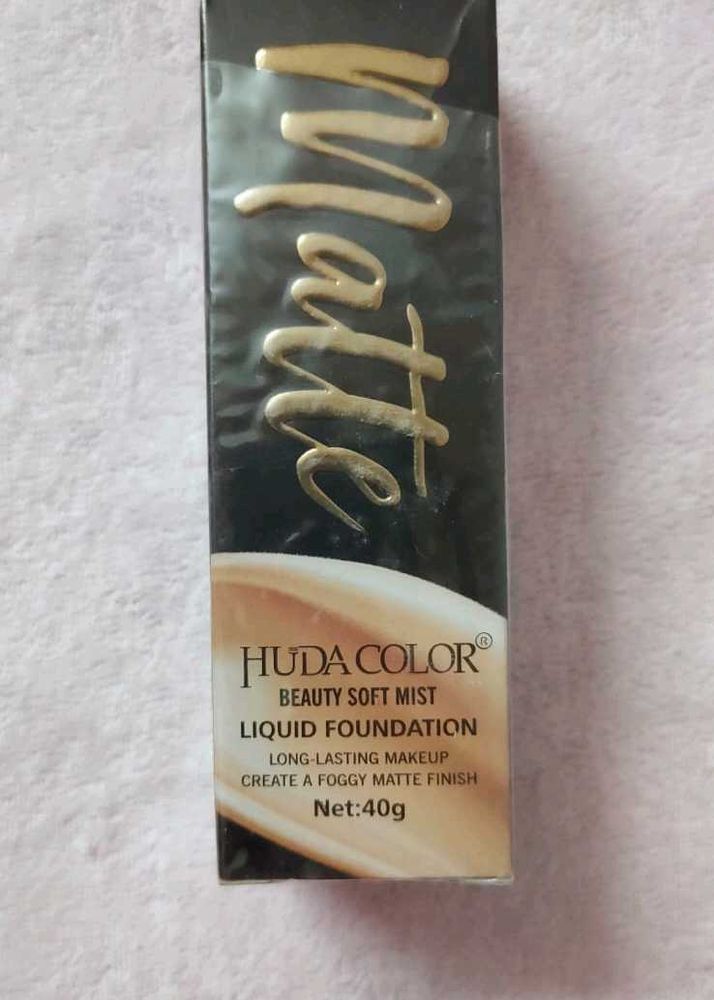 Matte
HUDA COLOR®
BEAUTY SOFT MIST
LIQUID FOUNDATION
LONG-LASTING MAKEUP
CREATE A FOGGY MATTE FINISH
Net:40g